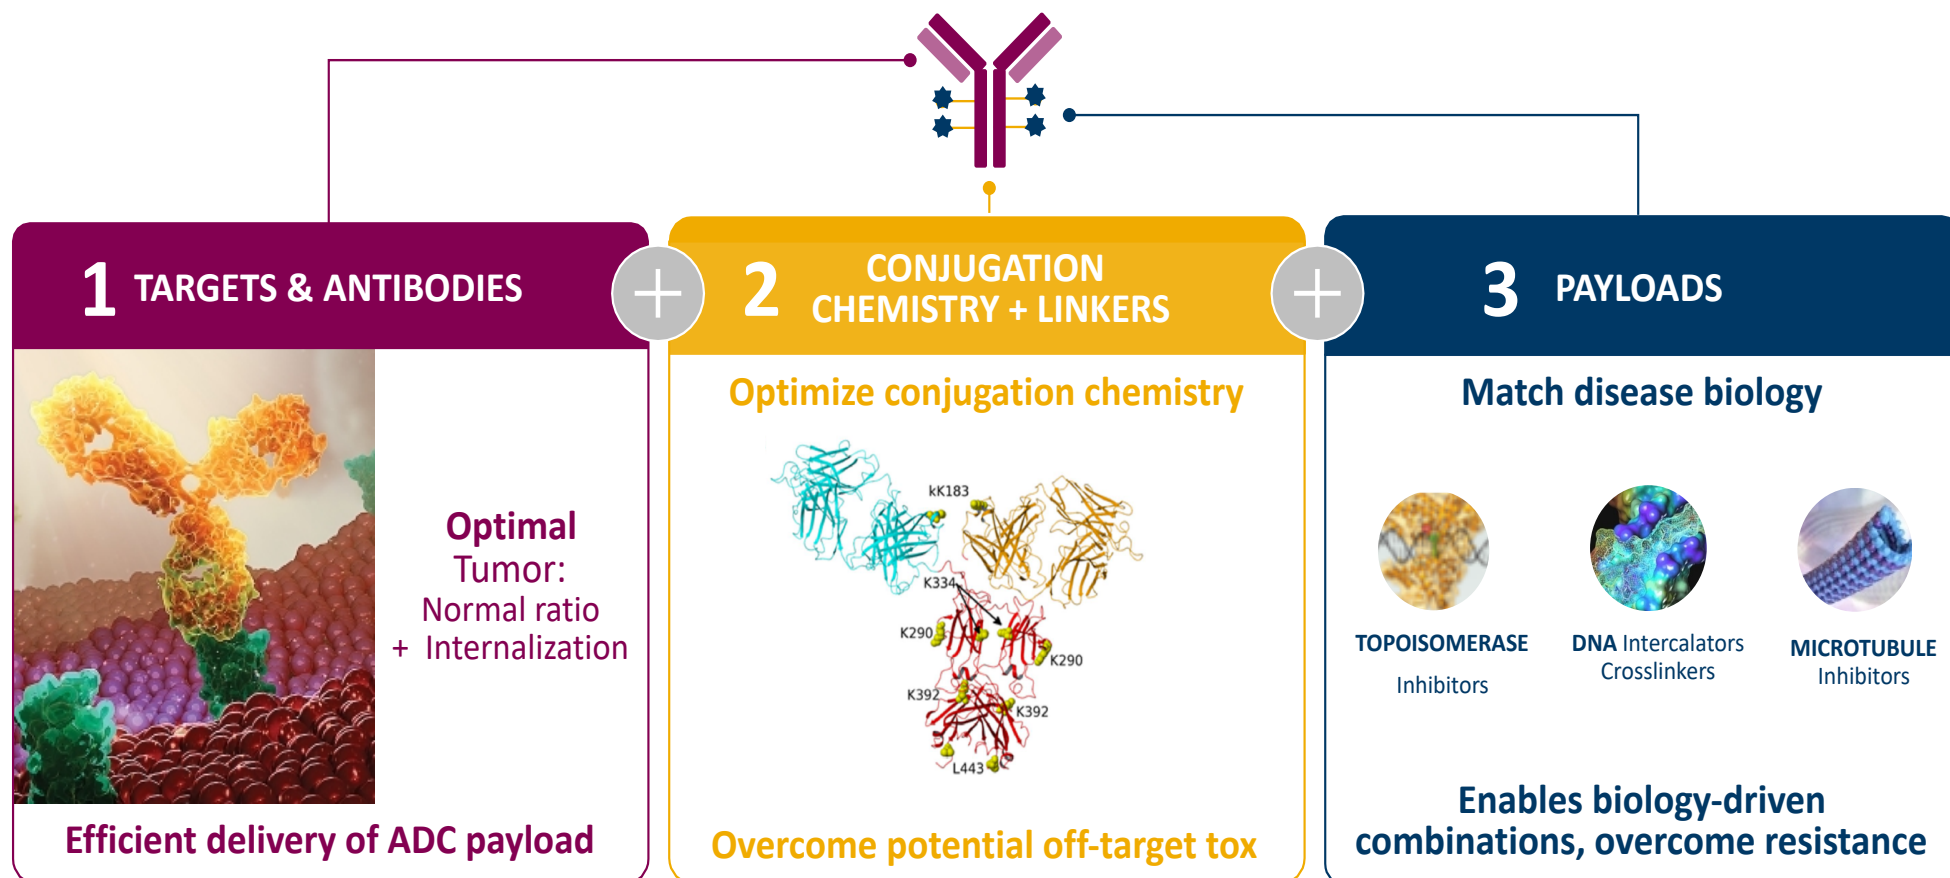 1 TARGETS & ANTIBODIES
Optimal
Tumor:
Normal ratio
+ Internalization
Efficient delivery of ADC payload
2 CONJUGATION
CHEMISTRY + LINKERS
Optimize conjugation chemistry
kK183
K334
K290
K290
K392
K392
L443
Overcome potential off-target tox
3 PAYLOADS
Match disease biology
TOPOISOMERASE
Inhibitors
DNA Intercalators
Crosslinkers
MICROTUBULE
Inhibitors
Enables biology-driven
combinations, overcome resistance